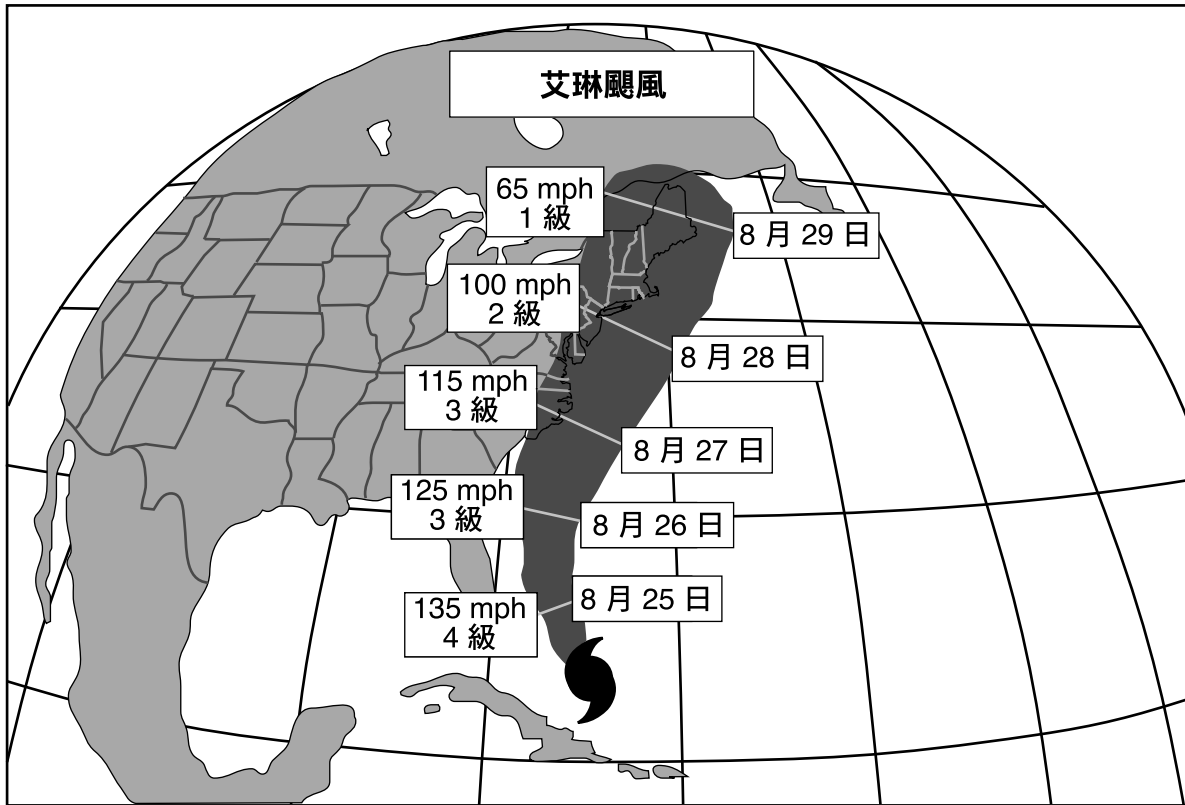 艾琳颶風
65 mph
1 級
8 月 29 日
100 mph
2 級
8 月 28 日
115 mph
3 級
8 月 27 日
125 mph
3 級
8 月 26 日
135 mph
4 級
8 月 25 日